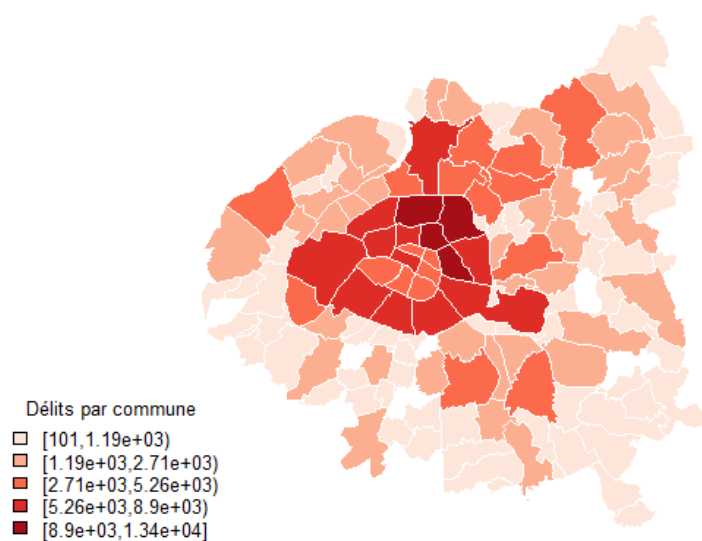 Délits par commune
[101,1.19e+03)
[1.19e+03,2.71e+03)
[2.71e+03,5.26e+03)
[5.26e+03,8.9e+03)
[8.9e+03,1.34e+04]